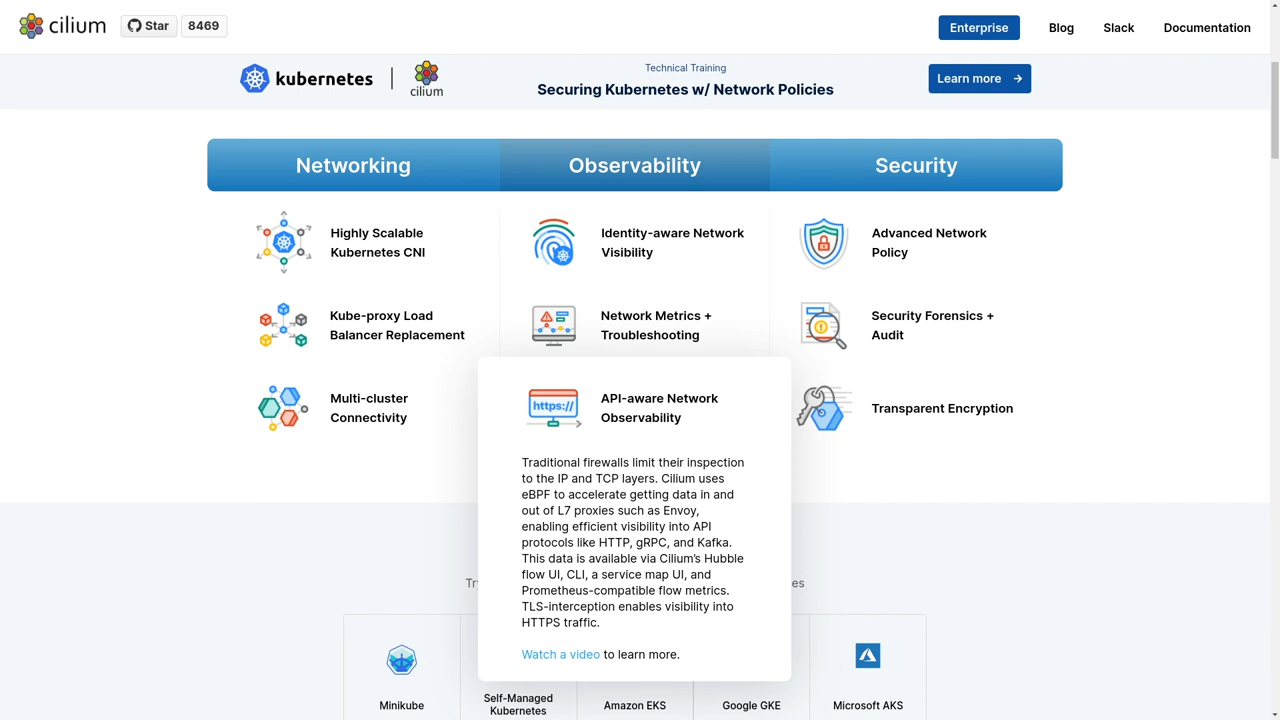 cilium
Star
8469
Enterprise
Blog
Slack
Documentation
kubernetes
cilium
Technical Training
Securing Kubernetes w/ Network Policies
Learn more
Networking
Observability
Security
Highly Scalable
Kubernetes CNI
Identity-aware Network
Visibility
Advanced Network
Policy
Kube-proxy Load
Balancer Replacement
Network Metrics +
Troubleshooting
Security Forensics +
Audit
Multi-cluster
Connectivity
https://
API-aware Network
Observability
Transparent Encryption
Traditional firewalls limit their inspection
to the IP and TCP layers. Cilium uses
eBPF to accelerate getting data in and
out of L7 proxies such as Envoy,
enabling efficient visibility into API
protocols like HTTP, gRPC, and Kafka.
This data is available via Cilium’s Hubble
flow UI, CLI, a service map UI, and
Prometheus-compatible flow metrics.
TLS-interception enables visibility into
HTTPS traffic.
Watch a video to learn more.
Minikube
Self-Managed
Kubernetes
Amazon EKS
Google GKE
Microsoft AKS